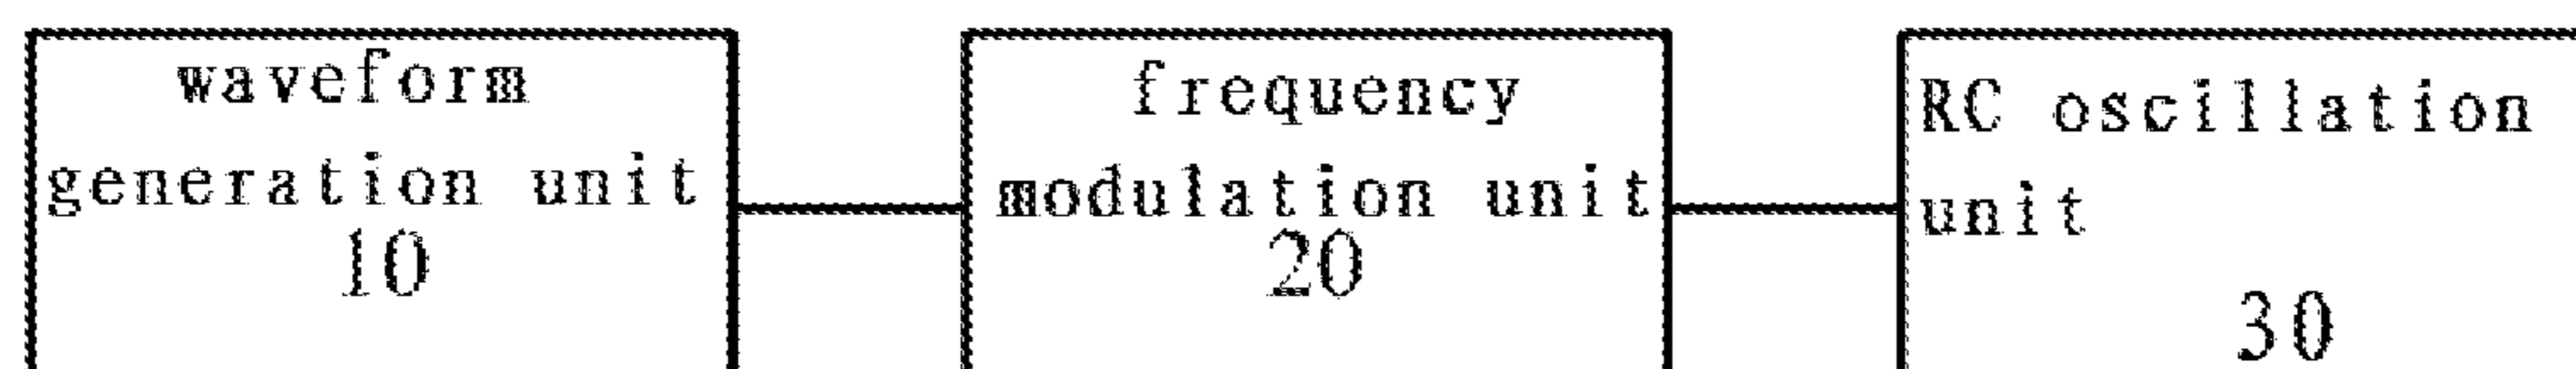 waveform
generation unit
10
frequency
modulation unit
20
RC oscillation
unit
30